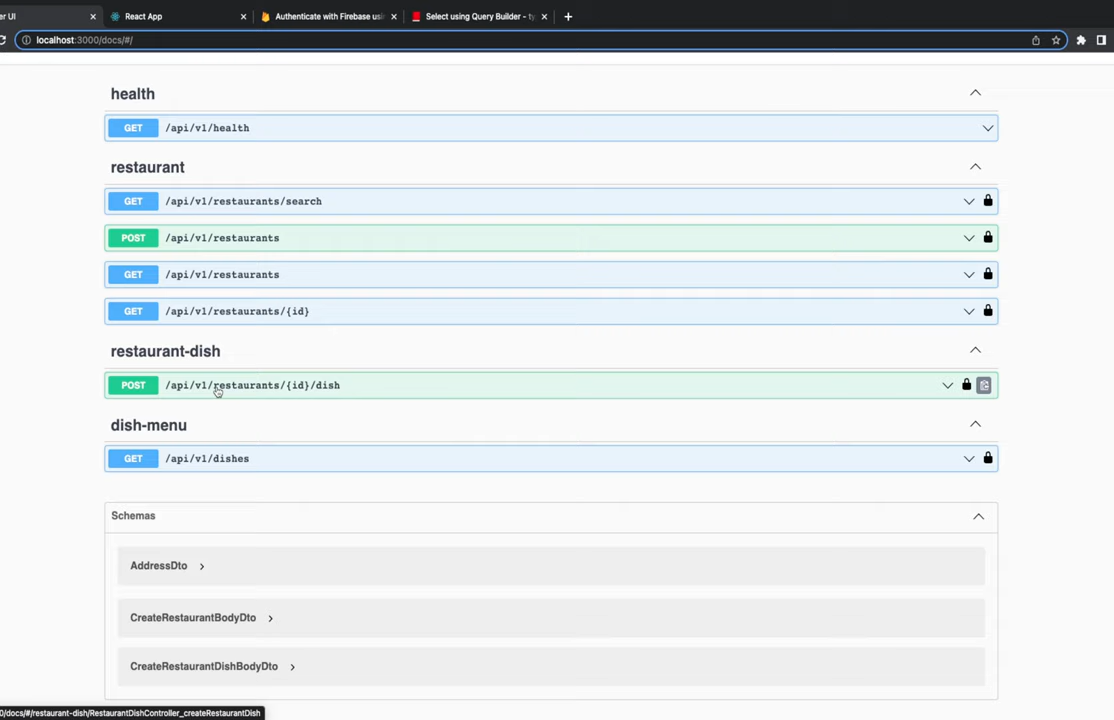 er UI
React App
Authenticate with Firebase usin
Select using Query Builder - ty
localhost:3000/docs/#/
health
GET /api/v1/health
restaurant
GET /api/v1/restaurants/search
POST /api/v1/restaurants
GET /api/v1/restaurants
GET /api/v1/restaurants/{id}
restaurant-dish
POST /api/v1/restaurants/{id}/dish
dish-menu
GET /api/v1/dishes
Schemas
AddressDto
CreateRestaurantBodyDto
CreateRestaurantDishBodyDto
0/docs/#/restaurant-dish/RestaurantDishController_createRestaurantDish